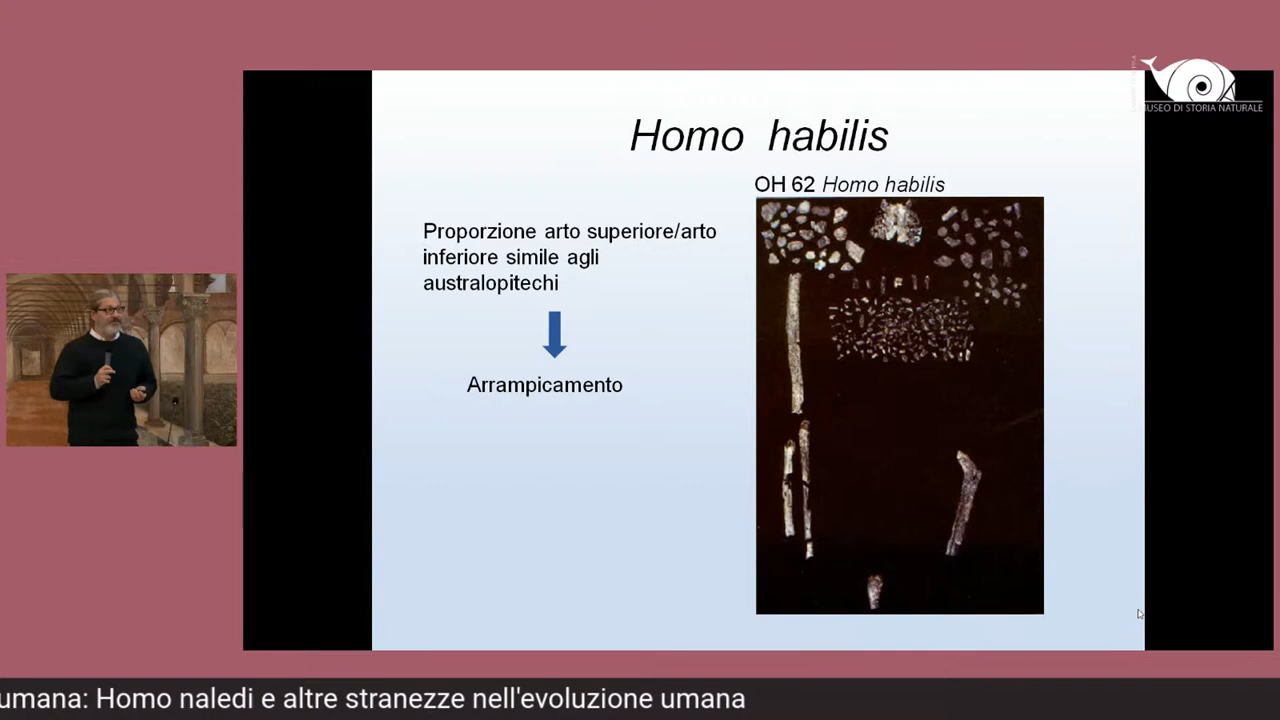 MUSEO DI STORIA NATURALE
Homo habilis
OH 62 Homo habilis
Proporzione arto superiore/arto
inferiore simile agli
australopitechi
Arrampicamento
umana: Homo naledi e altre stranezze nell'evoluzione umana